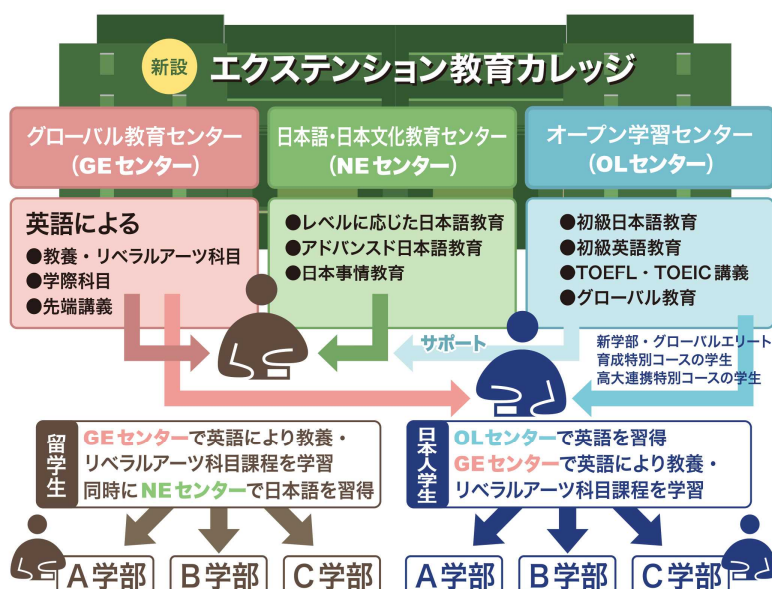 新設 エクステンション教育カレッジ
グローバル教育センター
（GEセンター）
日本語・日本文化教育センター
（NEセンター）
オープン学習センター
（OLセンター）
英語による
●教養・リベラルアーツ科目
●学際科目
●先端講義
●レベルに応じた日本語教育
●アドバンスド日本語教育
●日本事情教育
●初級日本語教育
●初級英語教育
●TOEFL・TOEIC講義
●グローバル教育
サポート
新学部・グローバルエリート
育成特別コースの学生
高大連携特別コースの学生
留学生
GEセンターで英語により教養・
リベラルアーツ科目課程を学習
同時にNEセンターで日本語を習得
日本人学生
OLセンターで英語を習得
GEセンターで英語により教養・
リベラルアーツ科目課程を学習
A学部 B学部 C学部
A学部 B学部 C学部